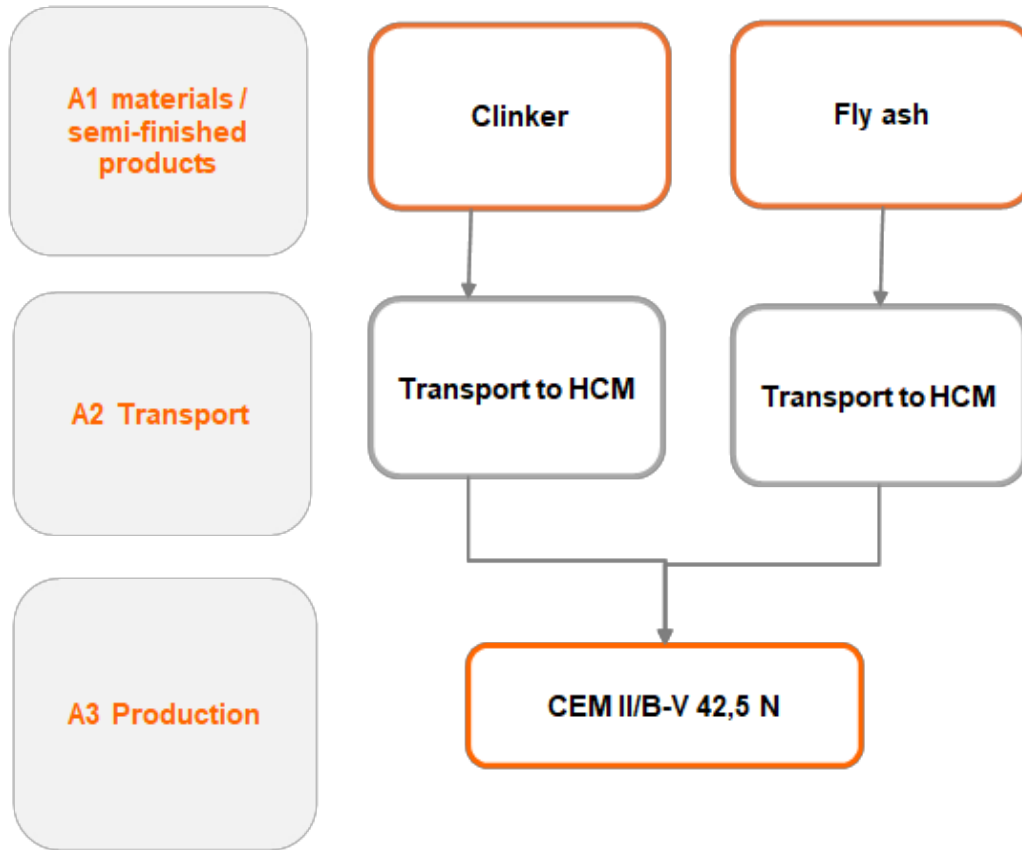 A1 materials /
semi-finished
products
Clinker
Fly ash
A2 Transport
Transport to HCM
Transport to HCM
A3 Production
CEM II/B-V 42,5 N